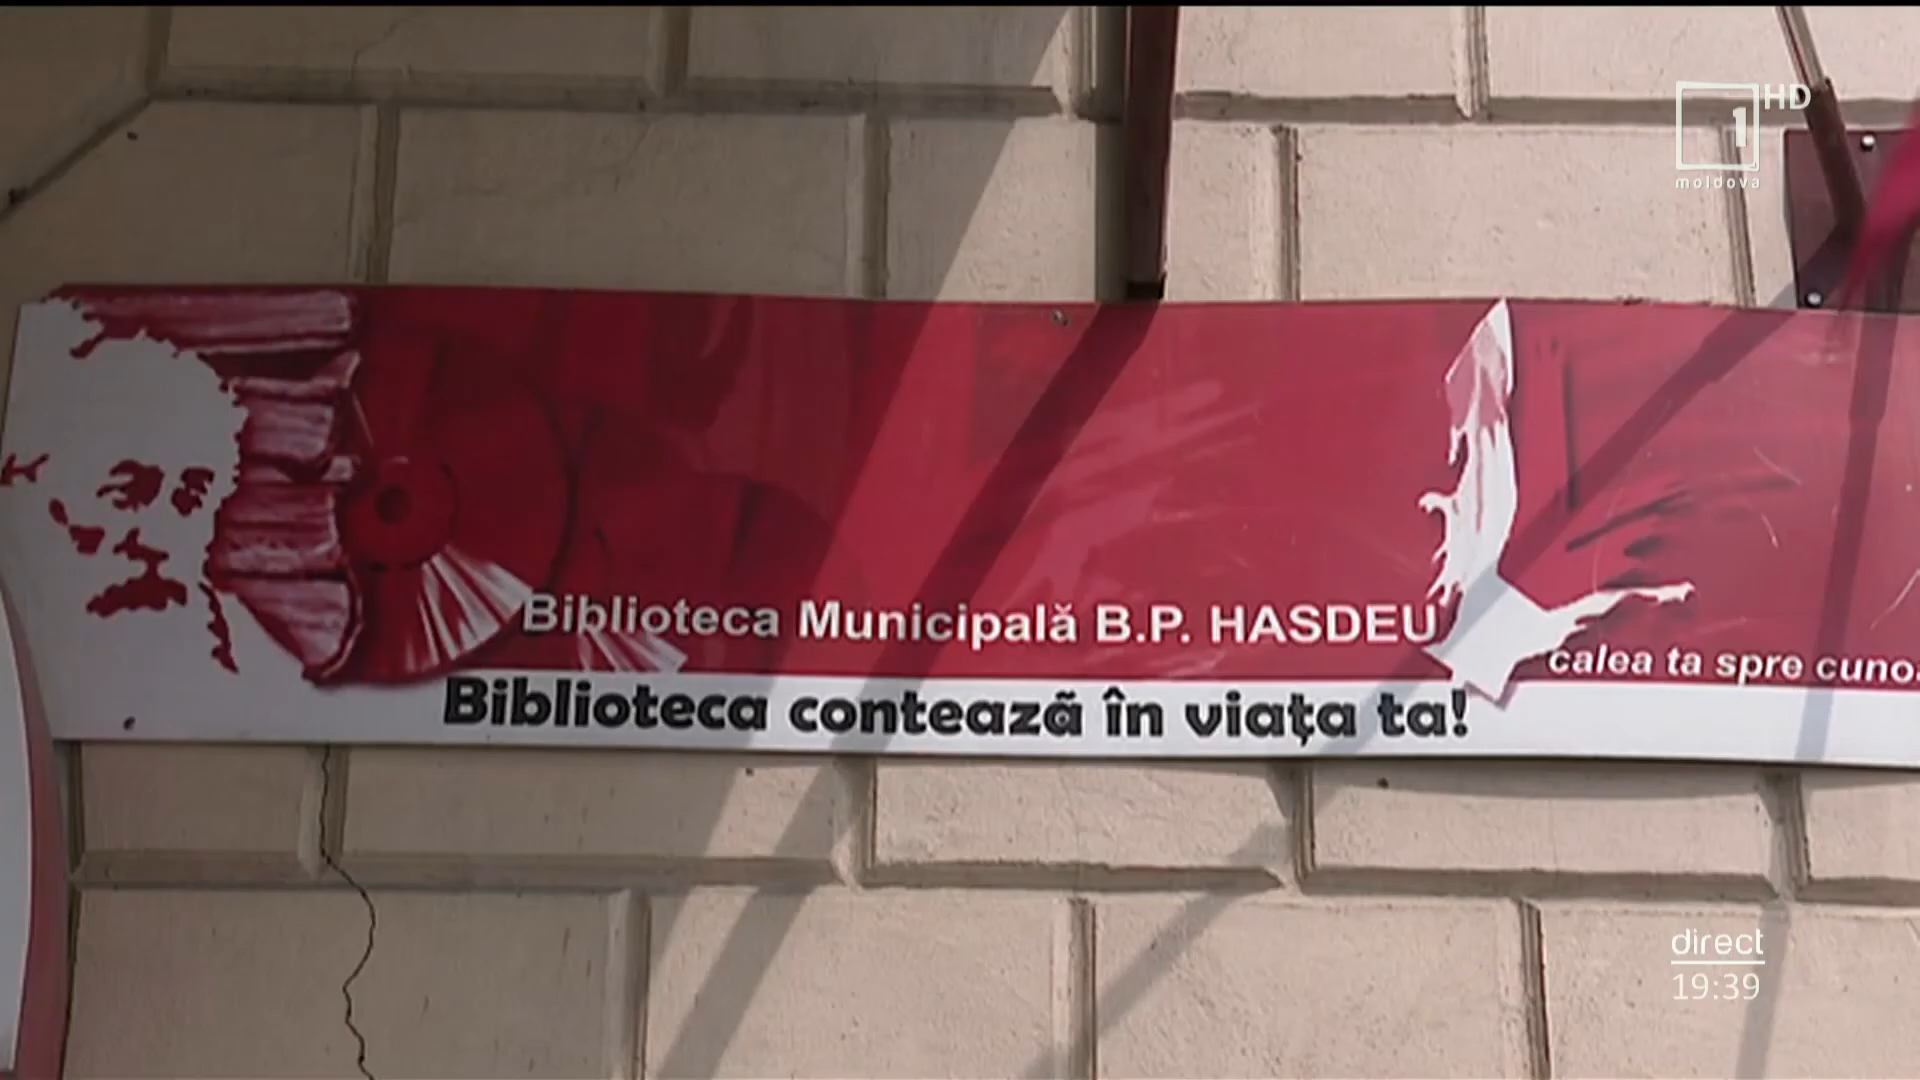 HD
1
moldova
Biblioteca Municipală B.P. HASDEU
calea ta spre cuno
Biblioteca contează în viața ta!
direct
19:39